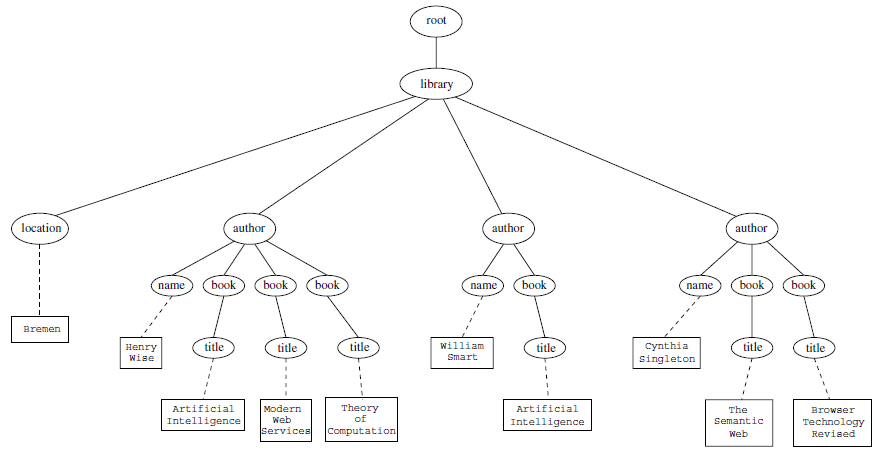 root
library
location
author
author
author
name
book
book
book
name
book
name
book
book
Bremen
Henry
Wise
title
title
title
William
Smart
title
Cynthia
Singleton
title
title
Artificial
Intelligence
Modern
Web
Services
Theory
of
Computation
Artificial
Intelligence
The
Semantic
Web
Browser
Technology
Revised